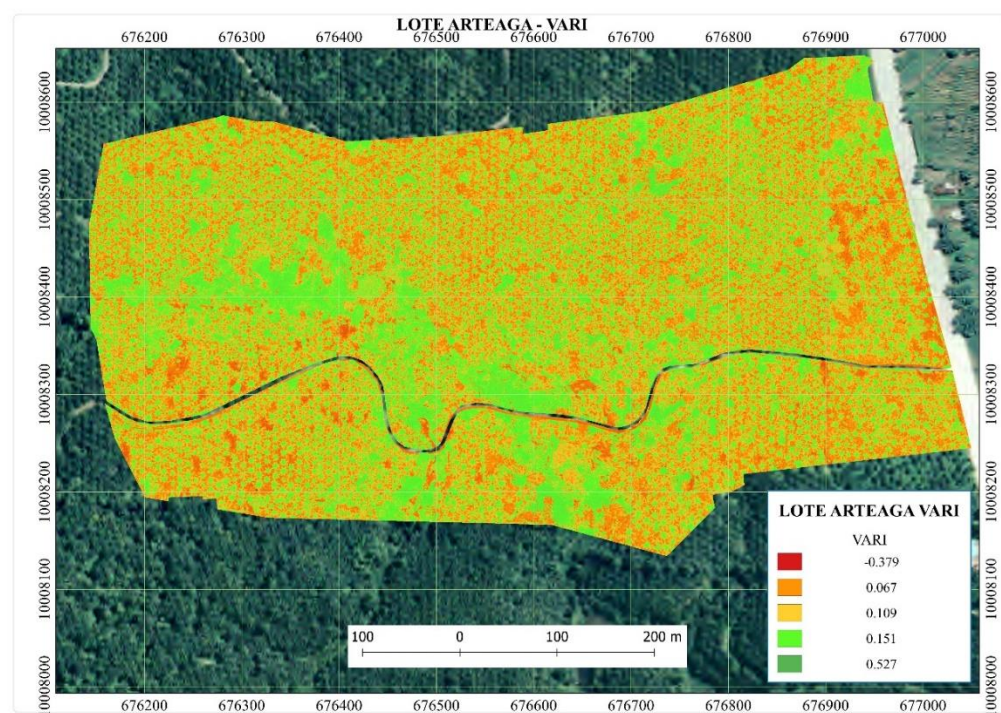 LOTE ARTEAGA - VARI
676200 676300 676400 676500 676600 676700 676800 676900 677000
10008600 10008600
10008500 10008500
10008400 10008400
10008300 10008300
10008200 10008200
LOTE ARTEAGA VARI
VARI
-0.379
0.067
0.109
0.151
0.527
10008100 10008100
100 0 100 200 m
10008000 10008000
676200 676300 676400 676500 676600 676700 676800 676900 677000